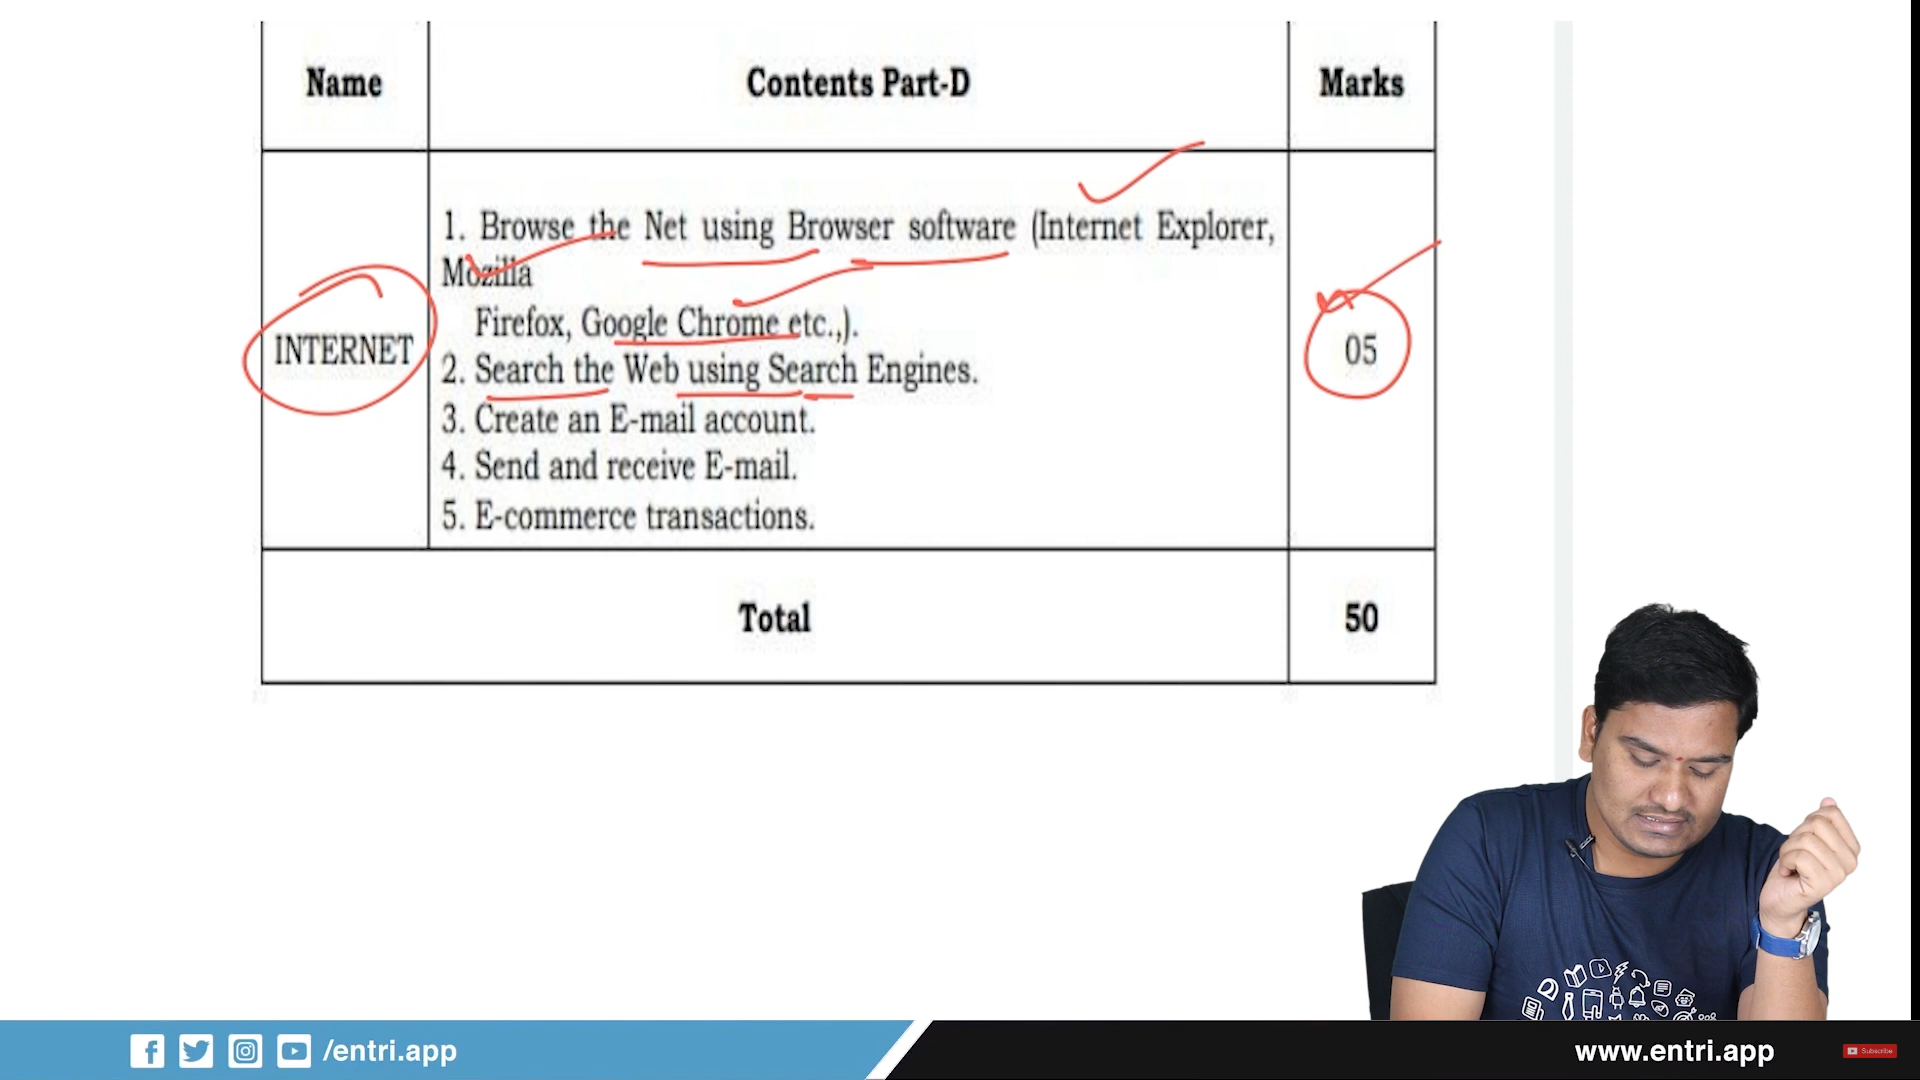 Name Contents Part-D Marks
1. Browse the Net using Browser software (Internet Explorer,
Mozilla
Firefox, Google Chrome etc.,).
INTERNET
2. Search the Web using Search Engines.
3. Create an E-mail account.
4. Send and receive E-mail.
5. E-commerce transactions.
05
Total 50
/entri.app
www.entri.app
Subscribe